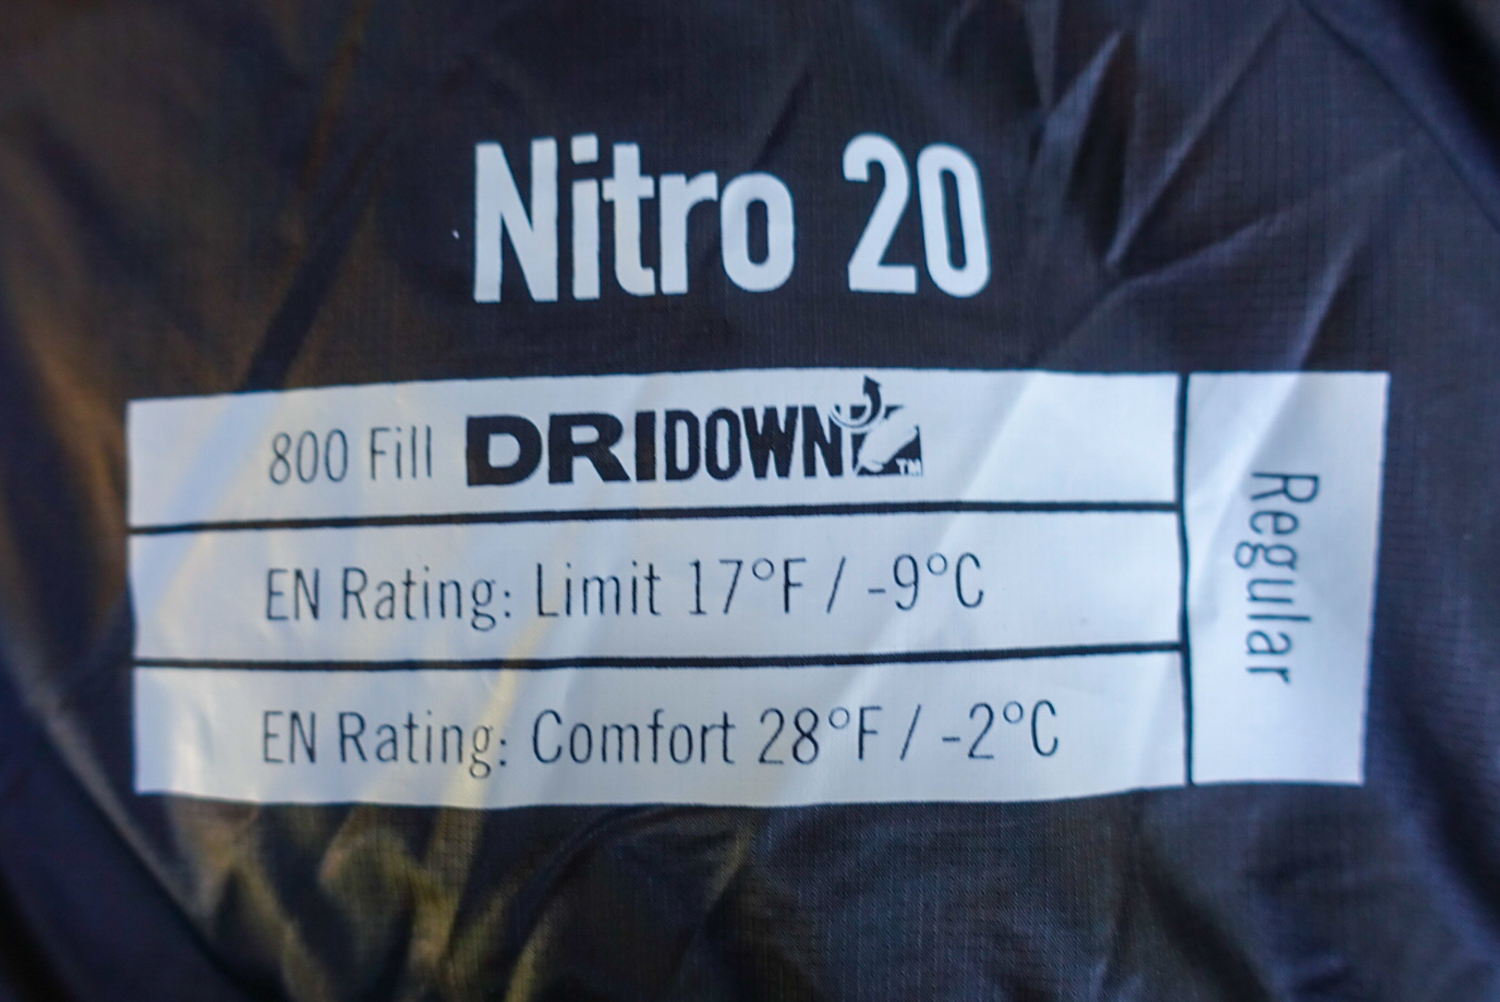 Nitro 20
800 Fill DRIDOWN™
EN Rating: Limit 17°F / -9°C
EN Rating: Comfort 28°F / -2°C
Regular